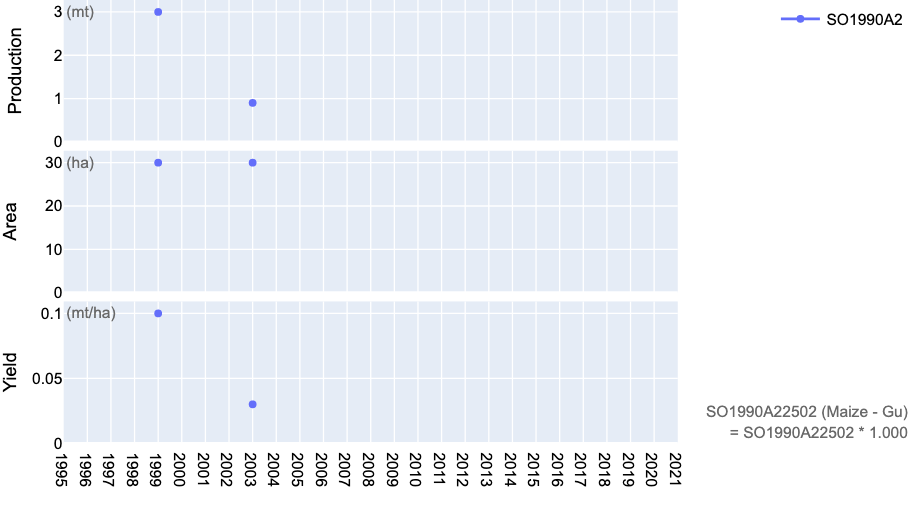 SO1990A2
Production
3 (mt)
2
1
0
Area
30 (ha)
20
10
0
Yield
0.1 (mt/ha)
0.05
0
1995 1996 1997 1998 1999 2000 2001 2002 2003 2004 2005 2006 2007 2008 2009 2010 2011 2012 2013 2014 2015 2016 2017 2018 2019 2020 2021
SO1990A22502 (Maize - Gu)
= SO1990A22502 * 1.000